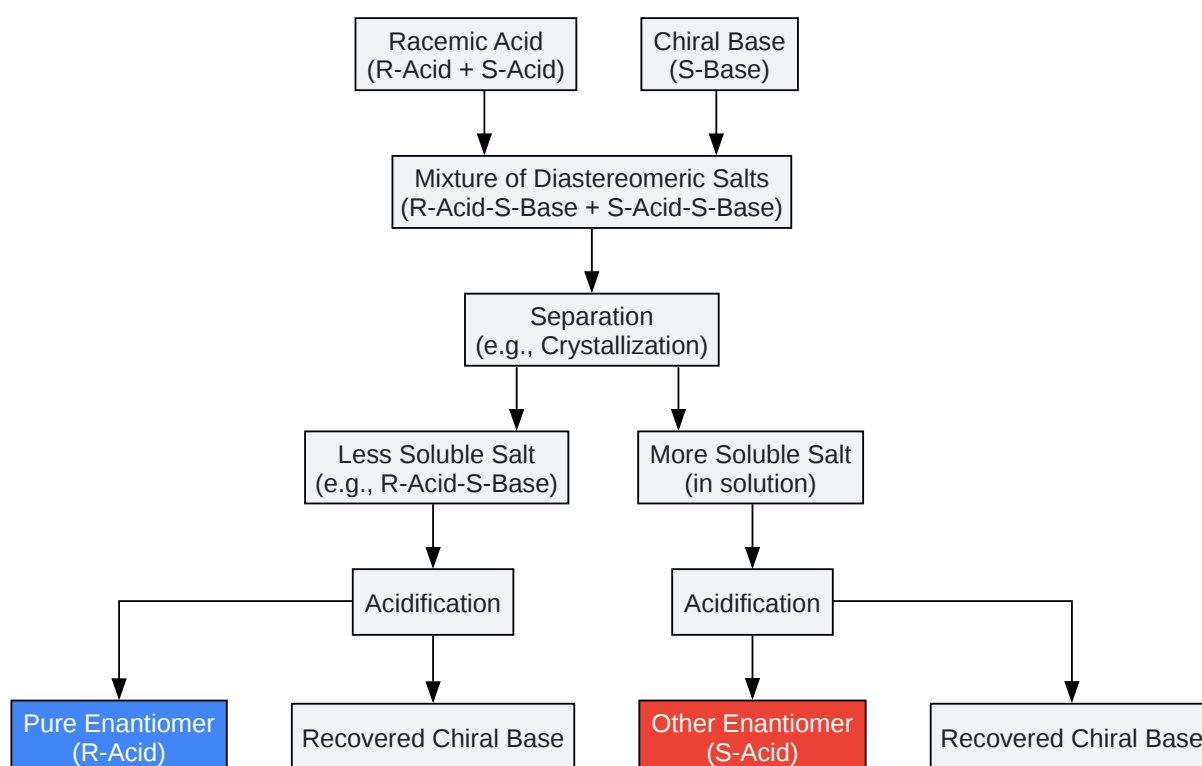 Racemic Acid
(R-Acid + S-Acid)
Chiral Base
(S-Base)
Mixture of Diastereomeric Salts
(R-Acid-S-Base + S-Acid-S-Base)
Separation
(e.g., Crystallization)
Less Soluble Salt
(e.g., R-Acid-S-Base)
More Soluble Salt
(in solution)
Acidification
Acidification
Pure Enantiomer
(R-Acid)
Recovered Chiral Base
Other Enantiomer
(S-Acid)
Recovered Chiral Base